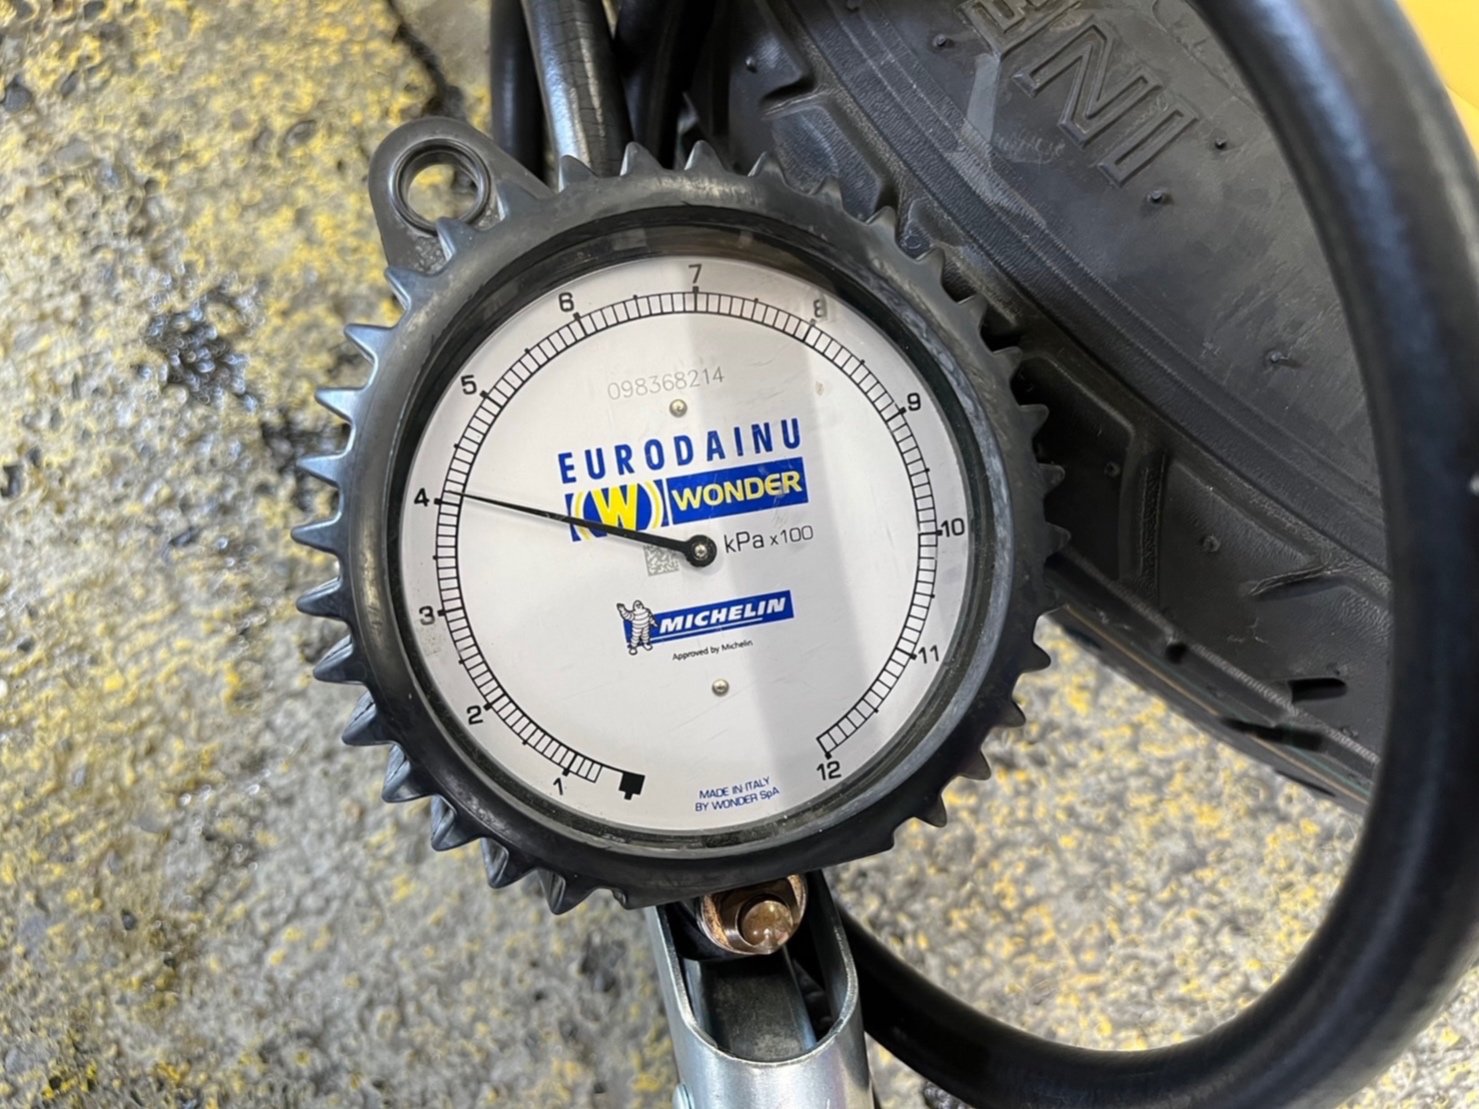 1
2
3
4
5
6
7
8
9
10
11
12
098368214
EURODAINU
W WONDER
kPa x100
MICHELIN
Approved by Michelin
MADE IN ITALY
BY WONDER SpA